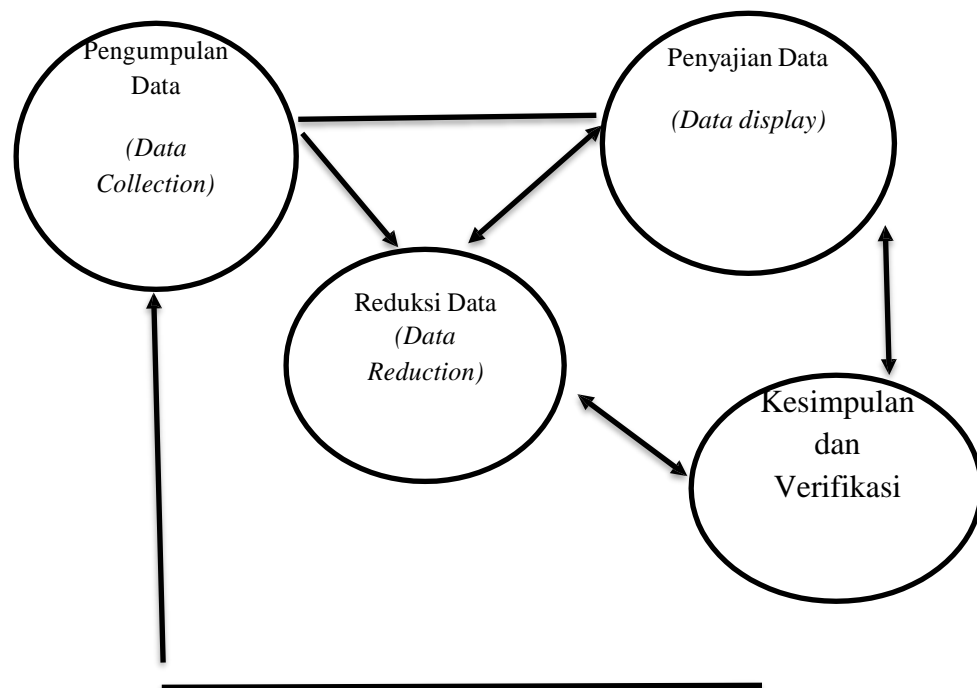 Pengumpulan
Data
(Data
Collection)
Penyajian Data
(Data display)
Reduksi Data
(Data
Reduction)
Kesimpulan
dan
Verifikasi